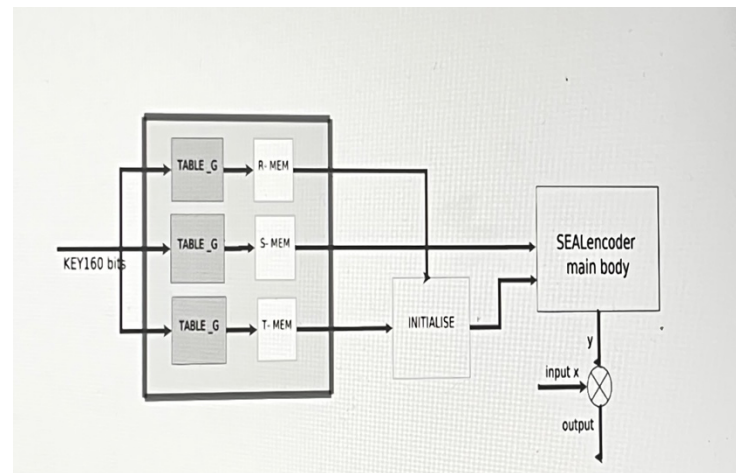 TABLE_G
R- MEM
TABLE_G
S- MEM
KEY160 bits
TABLE_G
T- MEM
INITIALISE
SEALencoder
main body
y
input x
output